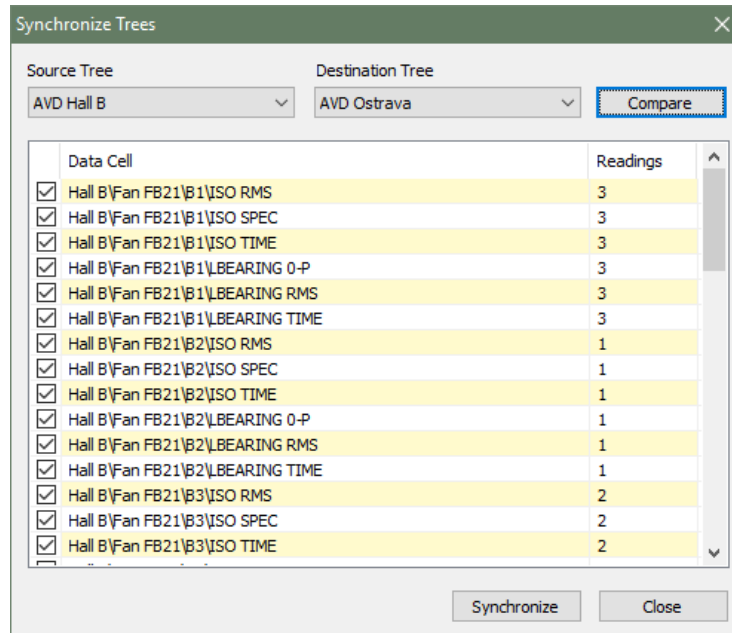 Synchronize Trees
Source Tree Destination Tree
AVD Hall B AVD Ostrava Compare
Data Cell Readings
Hall B\Fan FB21\B1\ISO RMS 3
Hall B\Fan FB21\B1\ISO SPEC 3
Hall B\Fan FB21\B1\ISO TIME 3
Hall B\Fan FB21\B1\LBEARING 0-P 3
Hall B\Fan FB21\B1\LBEARING RMS 3
Hall B\Fan FB21\B1\LBEARING TIME 3
Hall B\Fan FB21\B2\ISO RMS 1
Hall B\Fan FB21\B2\ISO SPEC 1
Hall B\Fan FB21\B2\ISO TIME 1
Hall B\Fan FB21\B2\LBEARING 0-P 1
Hall B\Fan FB21\B2\LBEARING RMS 1
Hall B\Fan FB21\B2\LBEARING TIME 1
Hall B\Fan FB21\B3\ISO RMS 2
Hall B\Fan FB21\B3\ISO SPEC 2
Hall B\Fan FB21\B3\ISO TIME 2
Synchronize Close